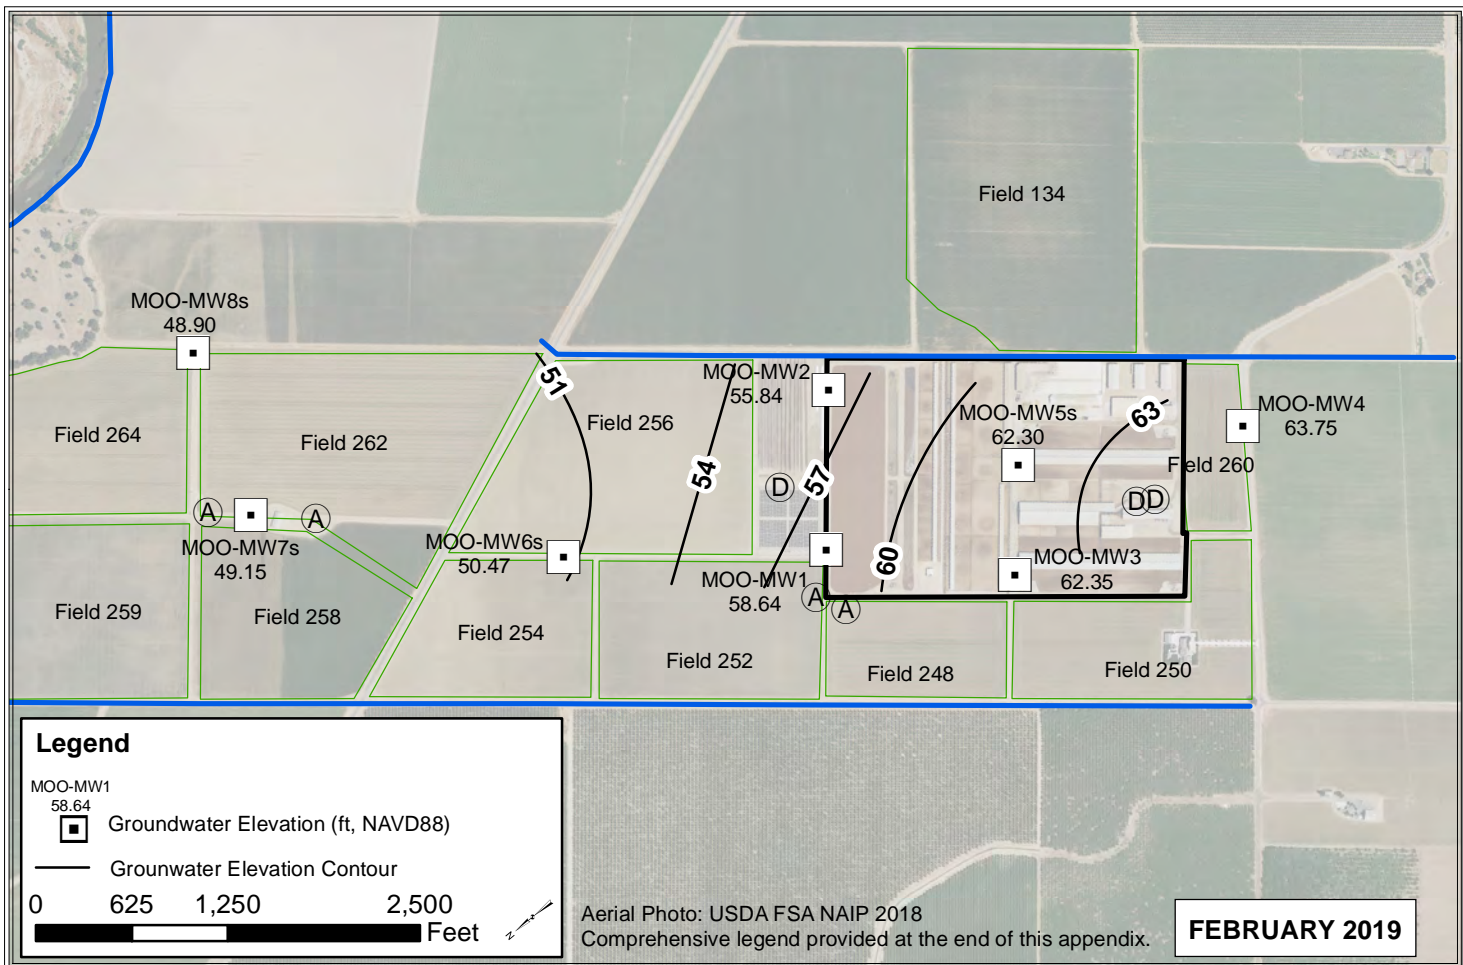 Field 134
MOO-MW8s
48.90
51
MOO-MW2
55.84
Field 256
MOO-MW5s
62.30
63
MOO-MW4
63.75
Field 264
Field 262
54
57
Field 260
D
D
D
A
A
MOO-MW7s
49.15
MOO-MW6s
50.47
60
MOO-MW1
58.64
MOO-MW3
62.35
A
A
Field 259
Field 258
Field 254
Field 252
Field 248
Field 250
Legend
MOO-MW1
58.64
Groundwater Elevation (ft, NAVD88)
Grounwater Elevation Contour
0 625 1,250 2,500
Feet
Aerial Photo: USDA FSA NAIP 2018
Comprehensive legend provided at the end of this appendix.
FEBRUARY 2019